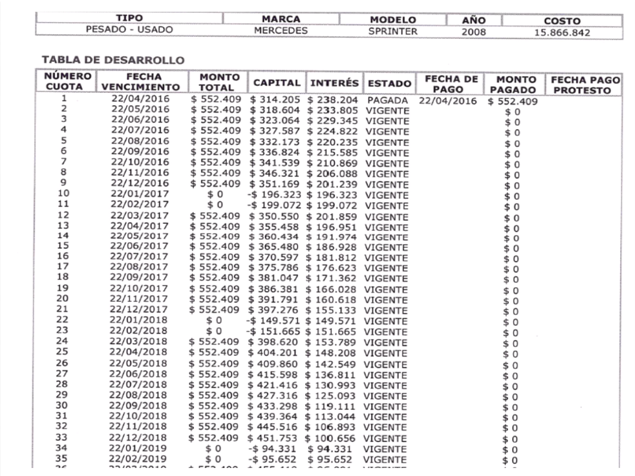 TIPO MARCA MODELO AÑO COSTO
PESADO - USADO MERCEDES SPRINTER 2008 15.866.842
TABLA DE DESARROLLO
NÚMERO CUOTA FECHA VENCIMIENTO MONTO TOTAL CAPITAL INTERÉS ESTADO FECHA DE PAGO MONTO PAGADO FECHA PAGO PROTESTO
1 22/04/2016 $ 552.409 $ 314.205 $ 238.204 PAGADA 22/04/2016 $ 552.409
2 22/05/2016 $ 552.409 $ 318.604 $ 233.805 VIGENTE $ 0
3 22/06/2016 $ 552.409 $ 323.064 $ 229.345 VIGENTE $ 0
4 22/07/2016 $ 552.409 $ 327.587 $ 224.822 VIGENTE $ 0
5 22/08/2016 $ 552.409 $ 332.173 $ 220.235 VIGENTE $ 0
6 22/09/2016 $ 552.409 $ 336.824 $ 215.585 VIGENTE $ 0
7 22/10/2016 $ 552.409 $ 341.539 $ 210.869 VIGENTE $ 0
8 22/11/2016 $ 552.409 $ 346.321 $ 206.088 VIGENTE $ 0
9 22/12/2016 $ 552.409 $ 351.169 $ 201.239 VIGENTE $ 0
10 22/01/2017 $ 0 -$ 196.323 $ 196.323 VIGENTE $ 0
11 22/02/2017 $ 0 -$ 199.072 $ 199.072 VIGENTE $ 0
12 22/03/2017 $ 552.409 $ 350.550 $ 201.859 VIGENTE $ 0
13 22/04/2017 $ 552.409 $ 355.458 $ 196.951 VIGENTE $ 0
14 22/05/2017 $ 552.409 $ 360.434 $ 191.974 VIGENTE $ 0
15 22/06/2017 $ 552.409 $ 365.480 $ 186.928 VIGENTE $ 0
16 22/07/2017 $ 552.409 $ 370.597 $ 181.812 VIGENTE $ 0
17 22/08/2017 $ 552.409 $ 375.786 $ 176.623 VIGENTE $ 0
18 22/09/2017 $ 552.409 $ 381.047 $ 171.362 VIGENTE $ 0
19 22/10/2017 $ 552.409 $ 386.381 $ 166.028 VIGENTE $ 0
20 22/11/2017 $ 552.409 $ 391.791 $ 160.618 VIGENTE $ 0
21 22/12/2017 $ 552.409 $ 397.276 $ 155.133 VIGENTE $ 0
22 22/01/2018 $ 0 -$ 149.571 $ 149.571 VIGENTE $ 0
23 22/02/2018 $ 0 -$ 151.665 $ 151.665 VIGENTE $ 0
24 22/03/2018 $ 552.409 $ 398.620 $ 153.789 VIGENTE $ 0
25 22/04/2018 $ 552.409 $ 404.201 $ 148.208 VIGENTE $ 0
26 22/05/2018 $ 552.409 $ 409.860 $ 142.549 VIGENTE $ 0
27 22/06/2018 $ 552.409 $ 415.598 $ 136.811 VIGENTE $ 0
28 22/07/2018 $ 552.409 $ 421.416 $ 130.993 VIGENTE $ 0
29 22/08/2018 $ 552.409 $ 427.316 $ 125.093 VIGENTE $ 0
30 22/09/2018 $ 552.409 $ 433.298 $ 119.111 VIGENTE $ 0
31 22/10/2018 $ 552.409 $ 439.364 $ 113.044 VIGENTE $ 0
32 22/11/2018 $ 552.409 $ 445.516 $ 106.893 VIGENTE $ 0
33 22/12/2018 $ 552.409 $ 451.753 $ 100.656 VIGENTE $ 0
34 22/01/2019 $ 0 -$ 94.331 $ 94.331 VIGENTE $ 0
35 22/02/2019 $ 0 -$ 95.652 $ 95.652 VIGENTE $ 0